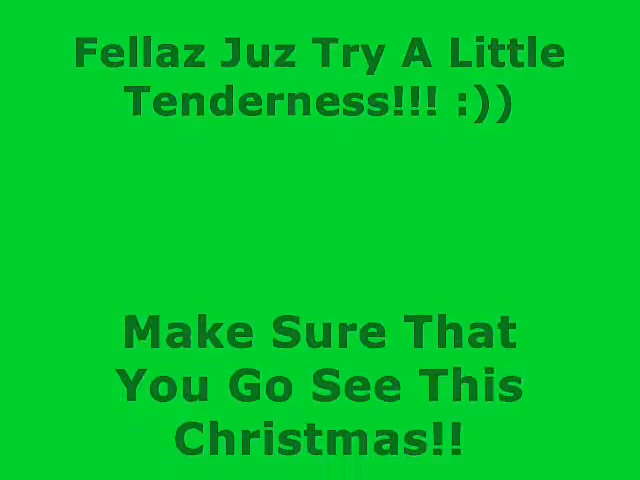 Fellaz Juz Try A Little
Tenderness!!! :))
Make Sure That
You Go See This
Christmas!!